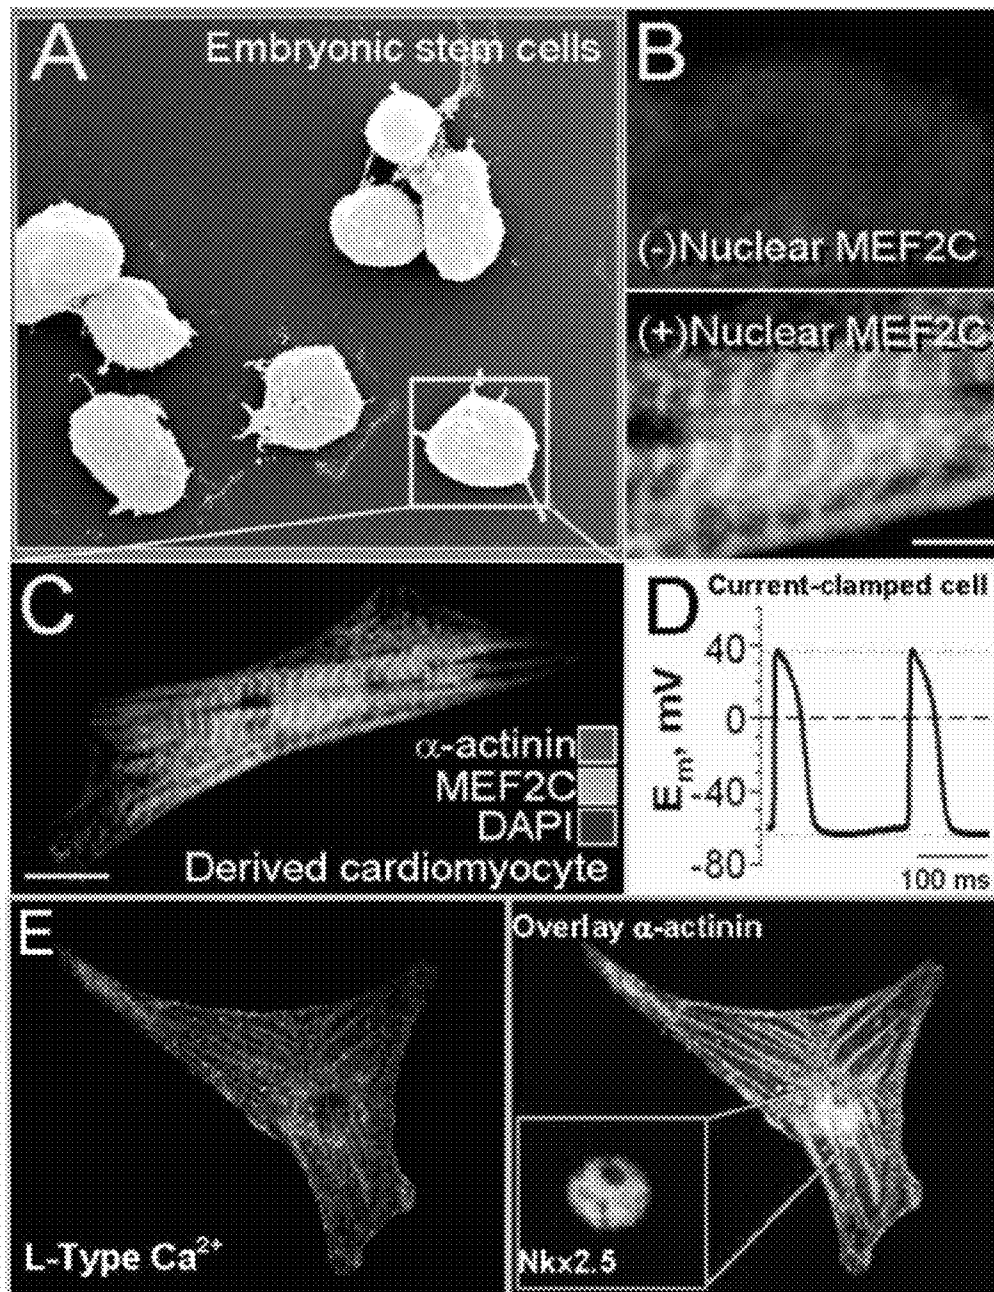 A
Embryonic stem cells
B
(-)Nuclear MEF2C
(+)Nuclear MEF2C
C
α-actinin
MEF2C
DAPI
Derived cardiomyocyte
D
Current-clamped cell
Em, mV
40
0
-40
-80
100 ms
E
L-Type Ca²⁺
Overlay α-actinin
Nkx2.5